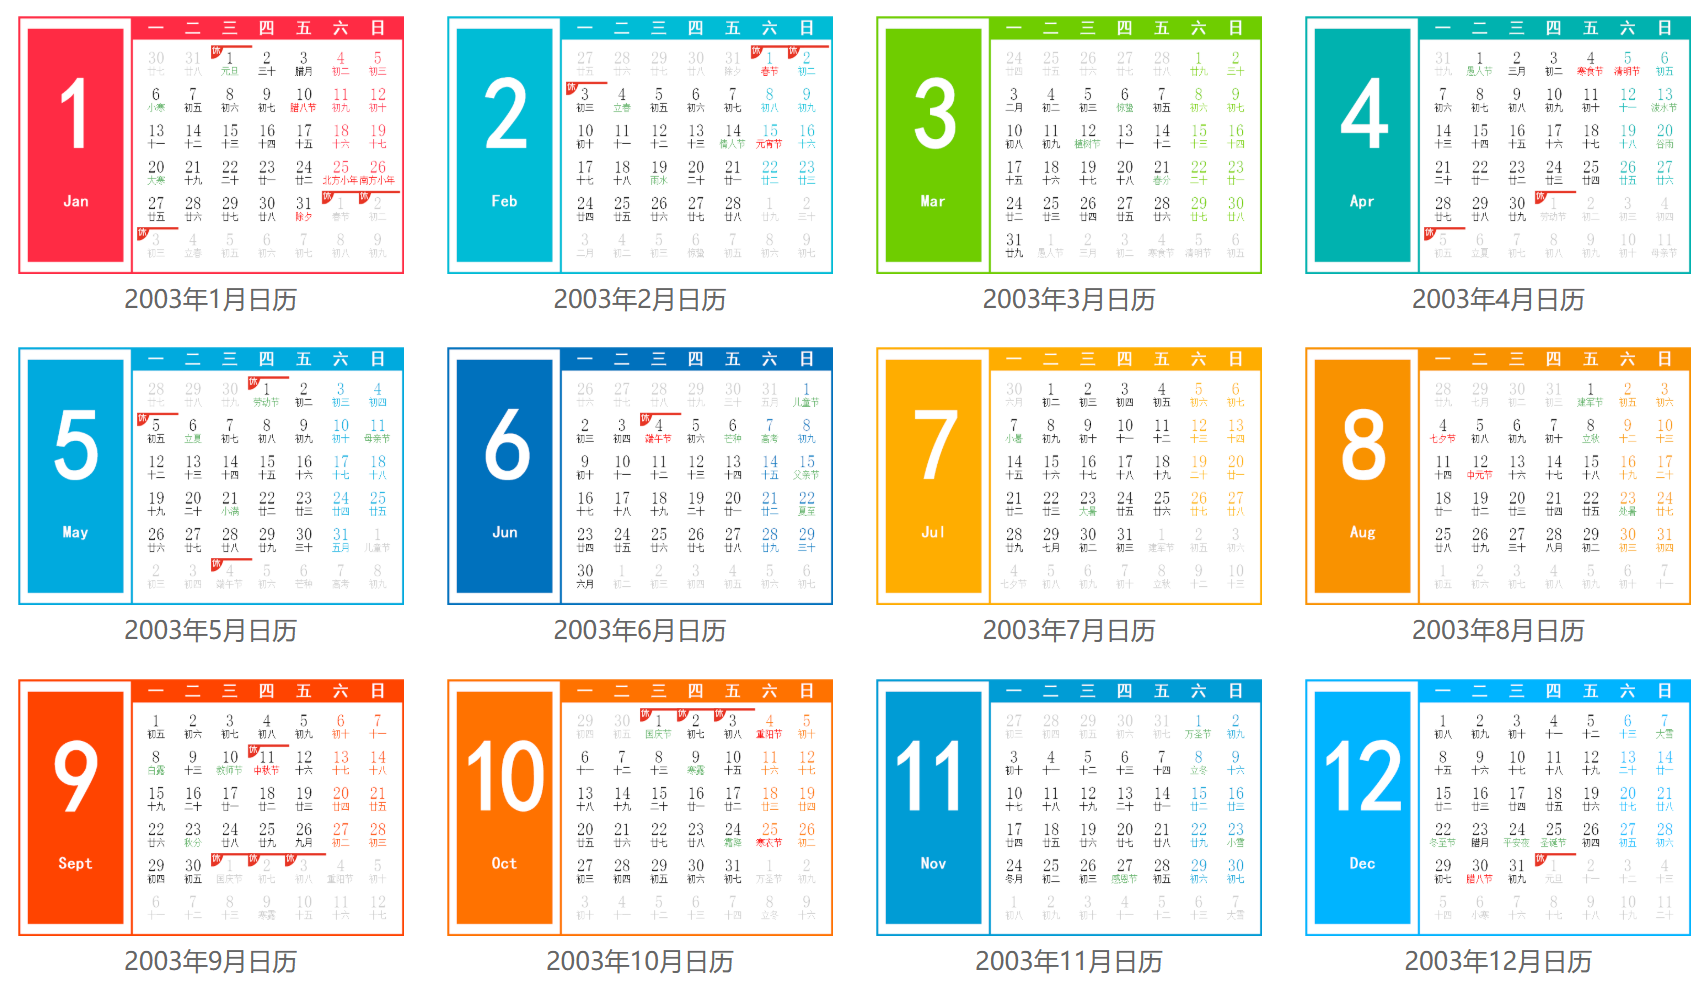 一 二 三 四 五 六 日
30 31 休 1 2 3 4 5
廿七 廿八 元旦 三十 腊月 初二 初三
6 7 8 9 10 11 12
小寒 初五 初六 初七 腊八节 初九 初十
13 14 15 16 17 18 19
十一 十二 十三 十四 十五 十六 十七
20 21 22 23 24 25 26
大寒 十九 二十 廿一 廿二 北方小年 南方小年
27 28 29 30 31 休 1 休 2
廿五 廿六 廿七 廿八 除夕 春节 初二
休 3 4 5 6 7 8 9
初三 立春 初五 初六 初七 初八 初九
1
Jan
2003年1月日历
一 二 三 四 五 六 日
27 28 29 30 31 休 1 休 2
廿五 廿六 廿七 廿八 除夕 春节 初二
休 3 4 5 6 7 8 9
初三 立春 初五 初六 初七 初八 初九
10 11 12 13 14 15 16
初十 十一 十二 十三 情人节 元宵节 十六
17 18 19 20 21 22 23
十七 十八 雨水 二十 廿一 廿二 廿三
24 25 26 27 28 1 2
廿四 廿五 廿六 廿七 廿八 廿九 三十
3 4 5 6 7 8 9
二月 初二 初三 惊蛰 初五 初六 初七
2
Feb
2003年2月日历
一 二 三 四 五 六 日
24 25 26 27 28 1 2
廿四 廿五 廿六 廿七 廿八 廿九 三十
3 4 5 6 7 8 9
二月 初二 初三 惊蛰 初五 初六 初七
10 11 12 13 14 15 16
初八 初九 植树节 十一 十二 十三 十四
17 18 19 20 21 22 23
十五 十六 十七 十八 春分 二十 廿一
24 25 26 27 28 29 30
廿二 廿三 廿四 廿五 廿六 廿七 廿八
31 1 2 3 4 5 6
廿九 愚人节 三月 初二 寒食节 清明节 初五
3
Mar
2003年3月日历
一 二 三 四 五 六 日
31 1 2 3 4 5 6
廿九 愚人节 三月 初二 寒食节 清明节 初五
7 8 9 10 11 12 13
初六 初七 初八 初九 初十 十一 泼水节
14 15 16 17 18 19 20
十三 十四 十五 十六 十七 十八 谷雨
21 22 23 24 25 26 27
二十 廿一 廿二 廿三 廿四 廿五 廿六
28 29 30 休 1 2 3 4
廿七 廿八 廿九 劳动节 初二 初三 初四
休 5 6 7 8 9 10 11
初五 立夏 初七 初八 初九 初十 母亲节
4
Apr
2003年4月日历
一 二 三 四 五 六 日
28 29 30 休 1 2 3 4
廿七 廿八 廿九 劳动节 初二 初三 初四
休 5 6 7 8 9 10 11
初五 立夏 初七 初八 初九 初十 母亲节
12 13 14 15 16 17 18
十二 十三 十四 十五 十六 十七 十八
19 20 21 22 23 24 25
十九 二十 小满 廿二 廿三 廿四 廿五
26 27 28 29 30 31 1
廿六 廿七 廿八 廿九 三十 五月 儿童节
2 3 休 4 5 6 7 8
初三 初四 端午节 初六 芒种 高考 初九
5
May
2003年5月日历
一 二 三 四 五 六 日
26 27 28 29 30 31 1
廿六 廿七 廿八 廿九 三十 五月 儿童节
2 3 休 4 5 6 7 8
初三 初四 端午节 初六 芒种 高考 初九
9 10 11 12 13 14 15
初十 十一 十二 十三 十四 十五 父亲节
16 17 18 19 20 21 22
十七 十八 十九 二十 廿一 廿二 夏至
23 24 25 26 27 28 29
廿四 廿五 廿六 廿七 廿八 廿九 三十
30 1 2 3 4 5 6
六月 初二 初三 初四 初五 初六 初七
6
Jun
2003年6月日历
一 二 三 四 五 六 日
30 1 2 3 4 5 6
六月 初二 初三 初四 初五 初六 初七
7 8 9 10 11 12 13
小暑 初九 初十 十一 十二 十三 十四
14 15 16 17 18 19 20
十五 十六 十七 十八 十九 二十 廿一
21 22 23 24 25 26 27
廿二 廿三 大暑 廿五 廿六 廿七 廿八
28 29 30 31 1 2 3
廿九 七月 初二 初三 建军节 初五 初六
4 5 6 7 8 9 10
七夕节 初八 初九 初十 立秋 十二 十三
7
Jul
2003年7月日历
一 二 三 四 五 六 日
28 29 30 31 1 2 3
廿九 七月 初二 初三 建军节 初五 初六
4 5 6 7 8 9 10
七夕节 初八 初九 初十 立秋 十二 十三
11 12 13 14 15 16 17
十四 中元节 十六 十七 十八 十九 二十
18 19 20 21 22 23 24
廿一 廿二 廿三 廿四 廿五 处暑 廿七
25 26 27 28 29 30 31
廿八 廿九 三十 八月 初二 初三 初四
1 2 3 4 5 6 7
初五 初六 初七 初八 初九 初十 十一
8
Aug
2003年8月日历
一 二 三 四 五 六 日
1 2 3 4 5 6 7
初五 初六 初七 初八 初九 初十 十一
8 9 10 休 11 12 13 14
白露 十三 教师节 中秋节 十六 十七 十八
15 16 17 18 19 20 21
十九 二十 廿一 廿二 廿三 廿四 廿五
22 23 24 25 26 27 28
廿六 秋分 廿八 廿九 九月 初二 初三
29 30 休 1 休 2 休 3 4 5
初四 初五 国庆节 初七 初八 重阳节 初十
6 7 8 9 10 11 12
十一 十二 十三 寒露 十五 十六 十七
9
Sept
2003年9月日历
一 二 三 四 五 六 日
29 30 休 1 休 2 休 3 4 5
初四 初五 国庆节 初七 初八 重阳节 初十
6 7 8 9 10 11 12
十一 十二 十三 寒露 十五 十六 十七
13 14 15 16 17 18 19
十八 十九 二十 廿一 廿二 廿三 廿四
20 21 22 23 24 25 26
廿五 廿六 廿七 廿八 霜降 寒衣节 初二
27 28 29 30 31 1 2
初三 初四 初五 初六 初七 万圣节 初九
3 4 5 6 7 8 9
初十 十一 十二 十三 十四 立冬 十六
10
Oct
2003年10月日历
一 二 三 四 五 六 日
27 28 29 30 31 1 2
初三 初四 初五 初六 初七 万圣节 初九
3 4 5 6 7 8 9
初十 十一 十二 十三 十四 立冬 十六
10 11 12 13 14 15 16
十七 十八 十九 二十 廿一 廿二 廿三
17 18 19 20 21 22 23
廿四 廿五 廿六 廿七 廿八 廿九 小雪
24 25 26 27 28 29 30
冬月 初二 初三 感恩节 初五 初六 初七
1 2 3 4 5 6 7
初八 初九 初十 十一 十二 十三 大雪
11
Nov
2003年11月日历
一 二 三 四 五 六 日
1 2 3 4 5 6 7
初八 初九 初十 十一 十二 十三 大雪
8 9 10 11 12 13 14
十五 十六 十七 十八 十九 二十 廿一
15 16 17 18 19 20 21
廿二 廿三 廿四 廿五 廿六 廿七 廿八
22 23 24 25 26 27 28
冬至节 腊月 平安夜 圣诞节 初四 初五 初六
29 30 31 休 1 2 3 4
初七 腊八节 初九 元旦 十一 十二 十三
5 6 7 8 9 10 11
十四 小寒 十六 十七 十八 十九 二十
12
Dec
2003年12月日历